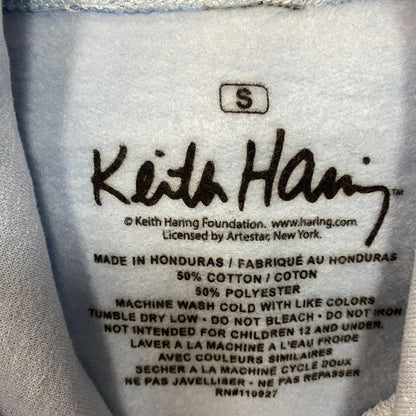 S
Keith Haring ™
© Keith Haring Foundation. www.haring.com
Licensed by Artestar, New York.
MADE IN HONDURAS / FABRIQUÉ AU HONDURAS
50% COTTON / COTON
50% POLYESTER
MACHINE WASH COLD WITH LIKE COLORS
TUMBLE DRY LOW - DO NOT BLEACH - DO NOT IRON
NOT INTENDED FOR CHILDREN 12 AND UNDER.
LAVER A LA MACHINE A L'EAU FROIDE
AVEC COULEURS SIMILAIRES
SECHER A LA MACHINE CYCLE DOUX
NE PAS JAVELLISER - NE PAS REPASSER
RN#110927